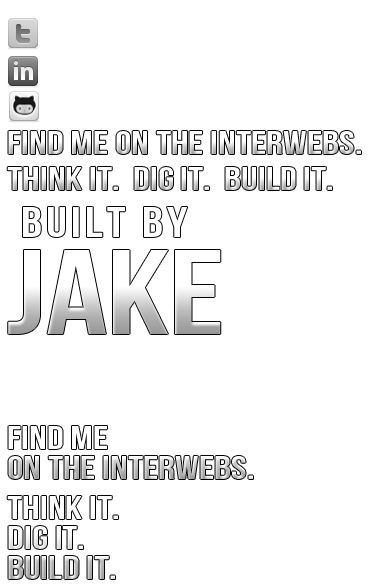 t
in
FIND ME ON THE INTERWEBS.
THINK IT. DIG IT. BUILD IT.
BUILT BY
JAKE
FIND ME
ON THE INTERWEBS.
THINK IT.
DIG IT.
BUILD IT.